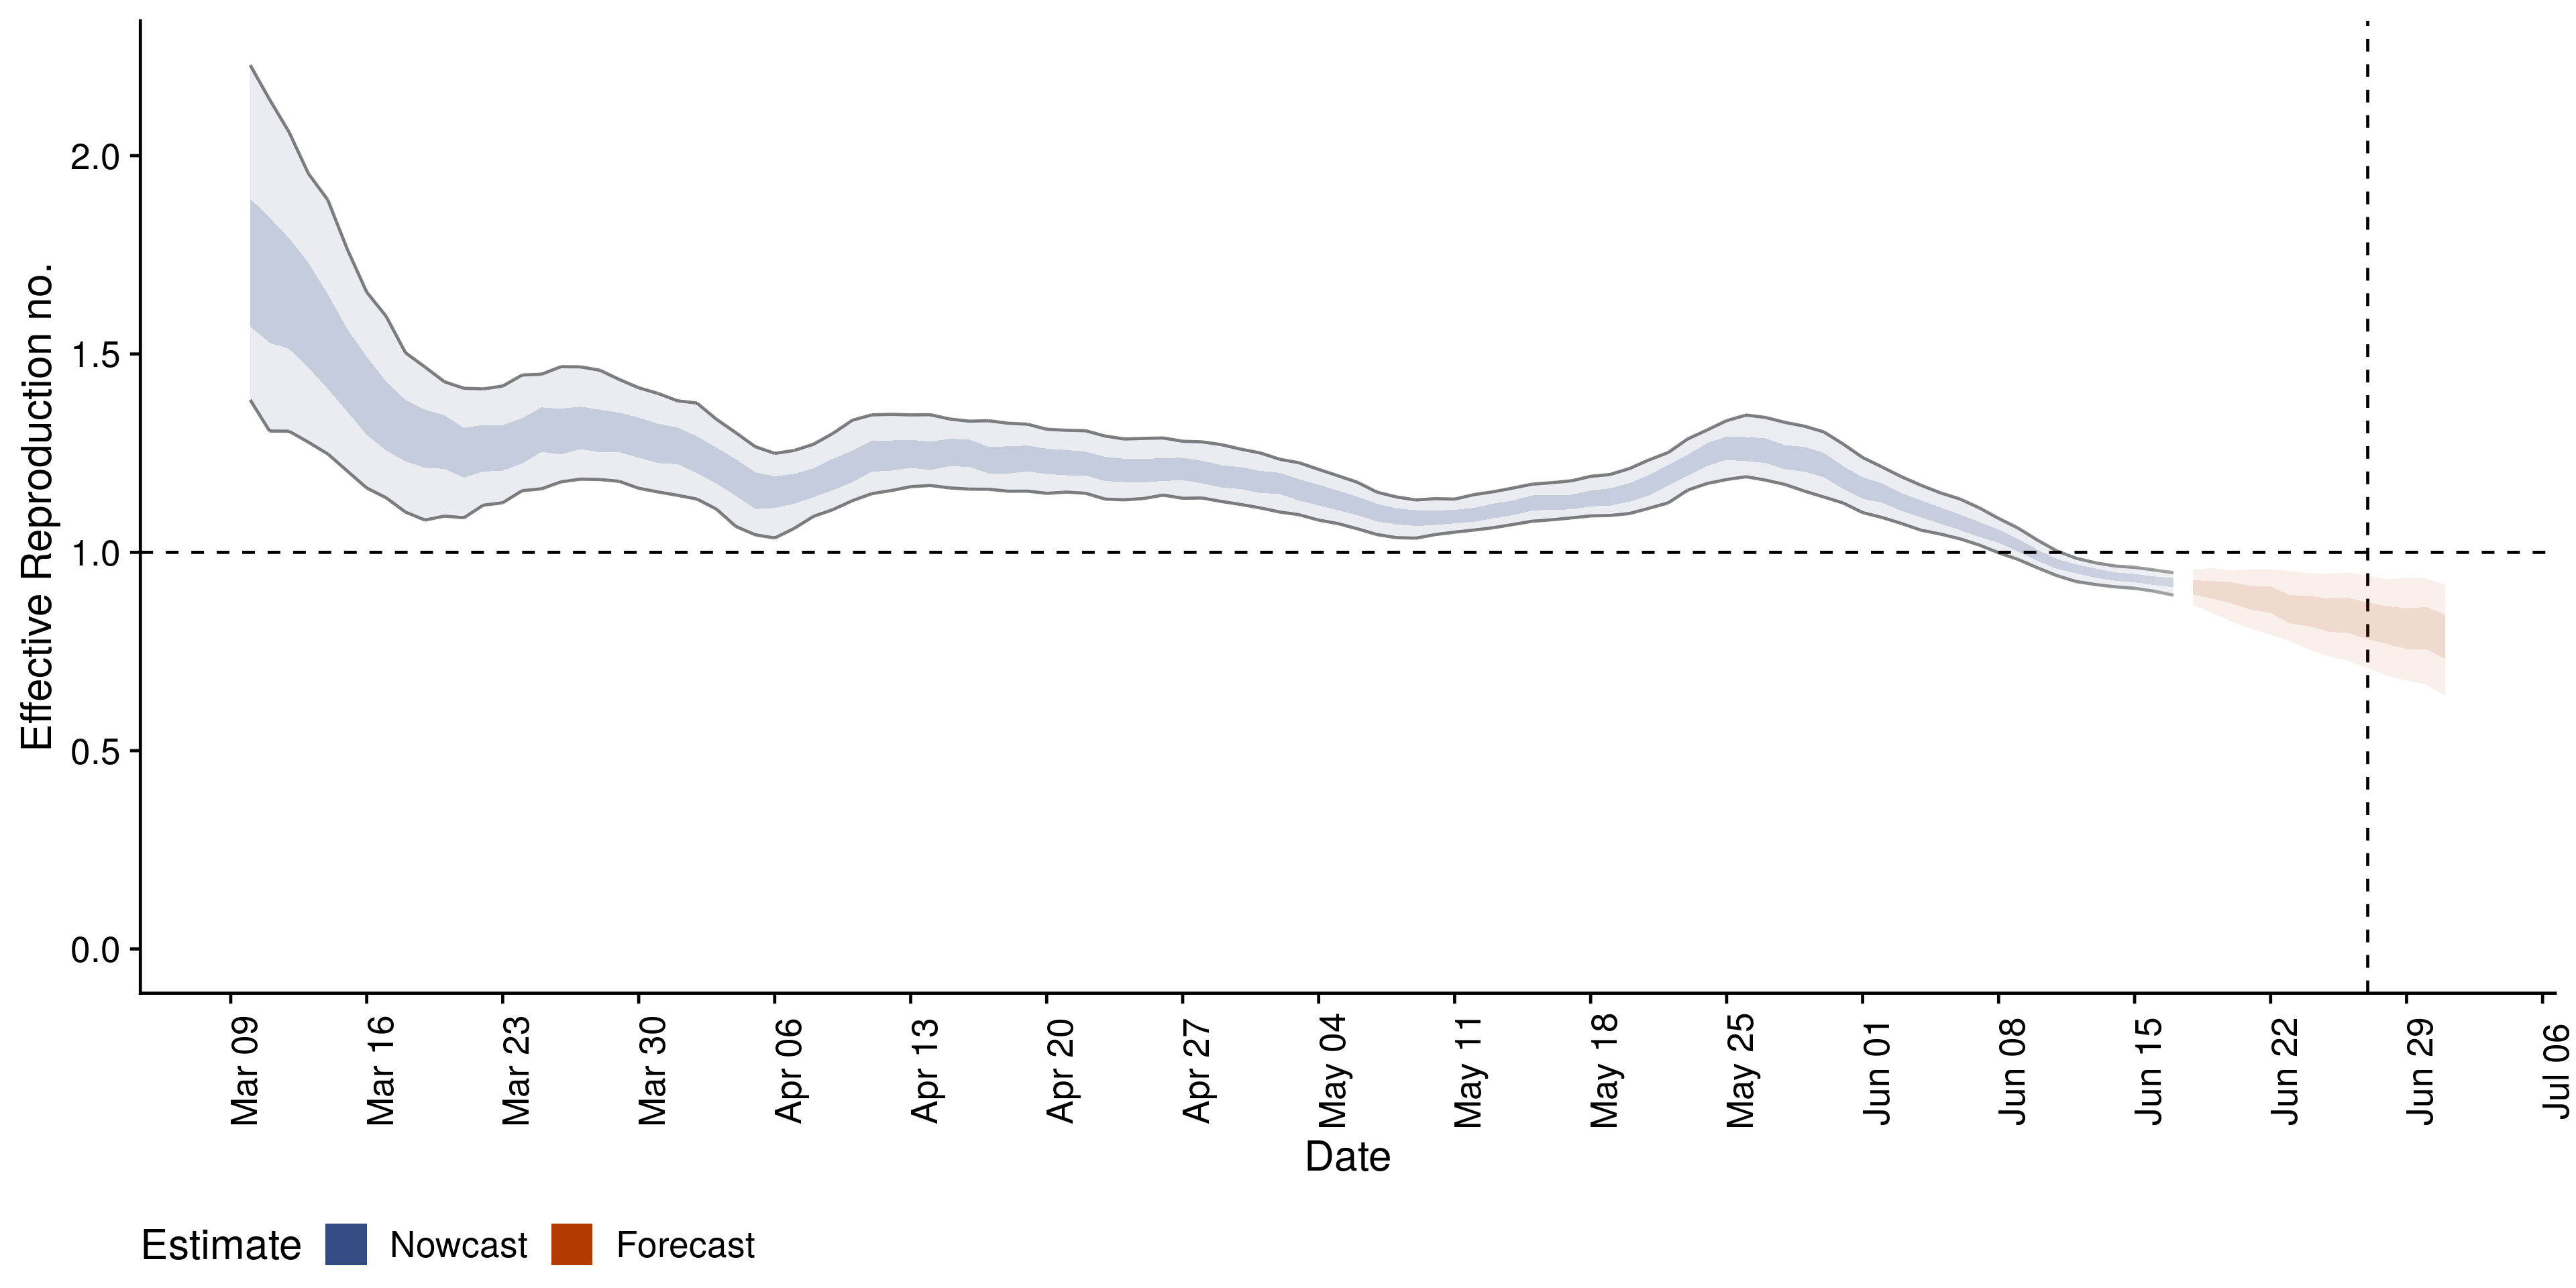 Effective Reproduction no.
2.0
1.5
1.0
0.5
0.0
Mar 09
Mar 16
Mar 23
Mar 30
Apr 06
Apr 13
Apr 20
Apr 27
May 04
May 11
May 18
May 25
Jun 01
Jun 08
Jun 15
Jun 22
Jun 29
Jul 06
Date
Estimate Nowcast Forecast